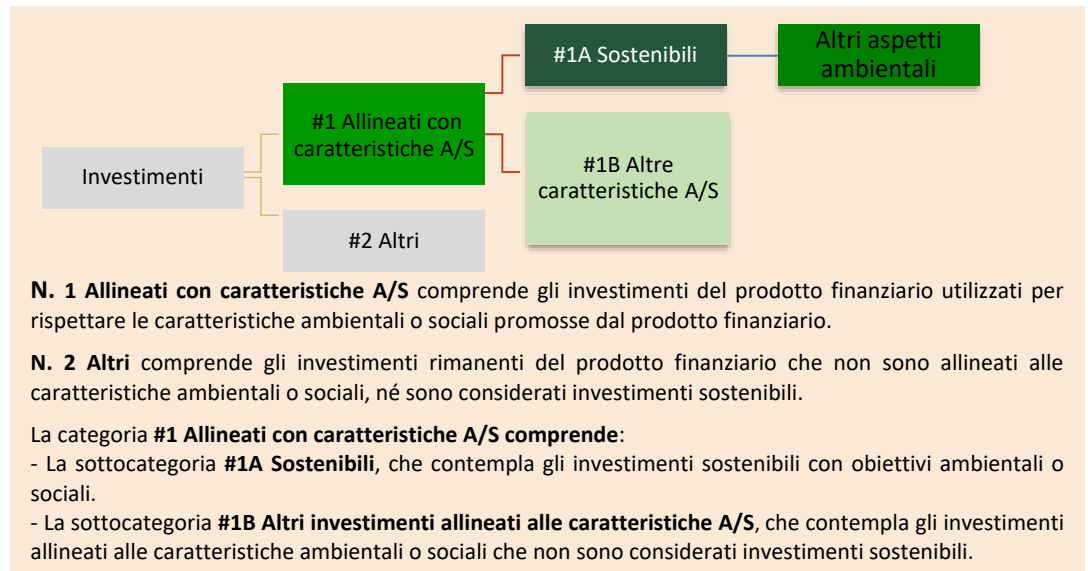 #1A Sostenibili
Altri aspetti
ambientali
#1 Allineati con
caratteristiche A/S
#1B Altre
caratteristiche A/S
Investimenti
#2 Altri
N. 1 Allineati con caratteristiche A/S comprende gli investimenti del prodotto finanziario utilizzati per
rispettare le caratteristiche ambientali o sociali promosse dal prodotto finanziario.
N. 2 Altri comprende gli investimenti rimanenti del prodotto finanziario che non sono allineati alle
caratteristiche ambientali o sociali, né sono considerati investimenti sostenibili.
La categoria #1 Allineati con caratteristiche A/S comprende:
- La sottocategoria #1A Sostenibili, che contempla gli investimenti sostenibili con obiettivi ambientali o
sociali.
- La sottocategoria #1B Altri investimenti allineati alle caratteristiche A/S, che contempla gli investimenti
allineati alle caratteristiche ambientali o sociali che non sono considerati investimenti sostenibili.